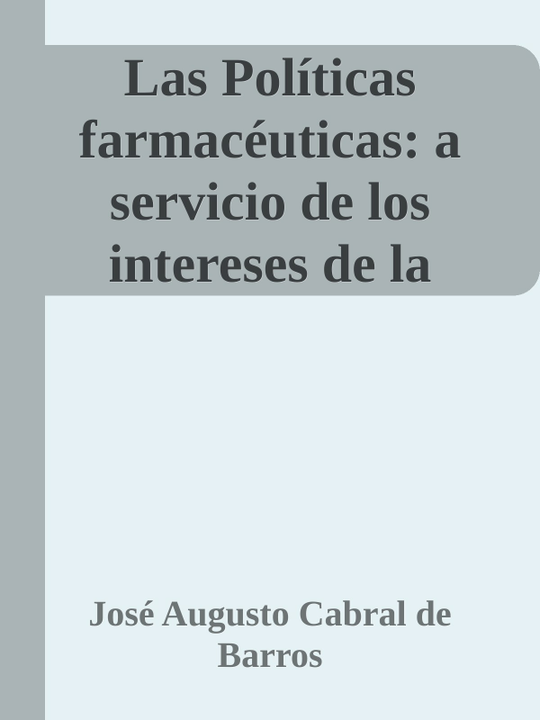 Las Políticas
farmacéuticas: a
servicio de los
intereses de la
José Augusto Cabral de
Barros